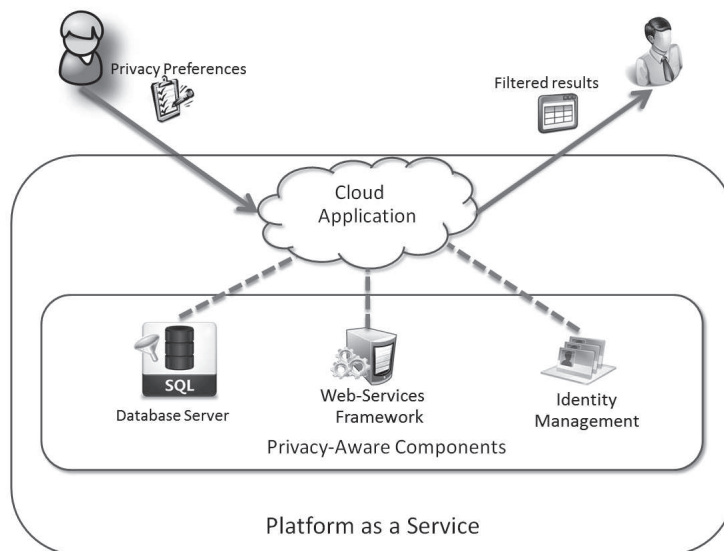 Privacy Preferences
Filtered results
Cloud
Application
SQL
Database Server
Web-Services
Framework
Identity
Management
Privacy-Aware Components
Platform as a Service